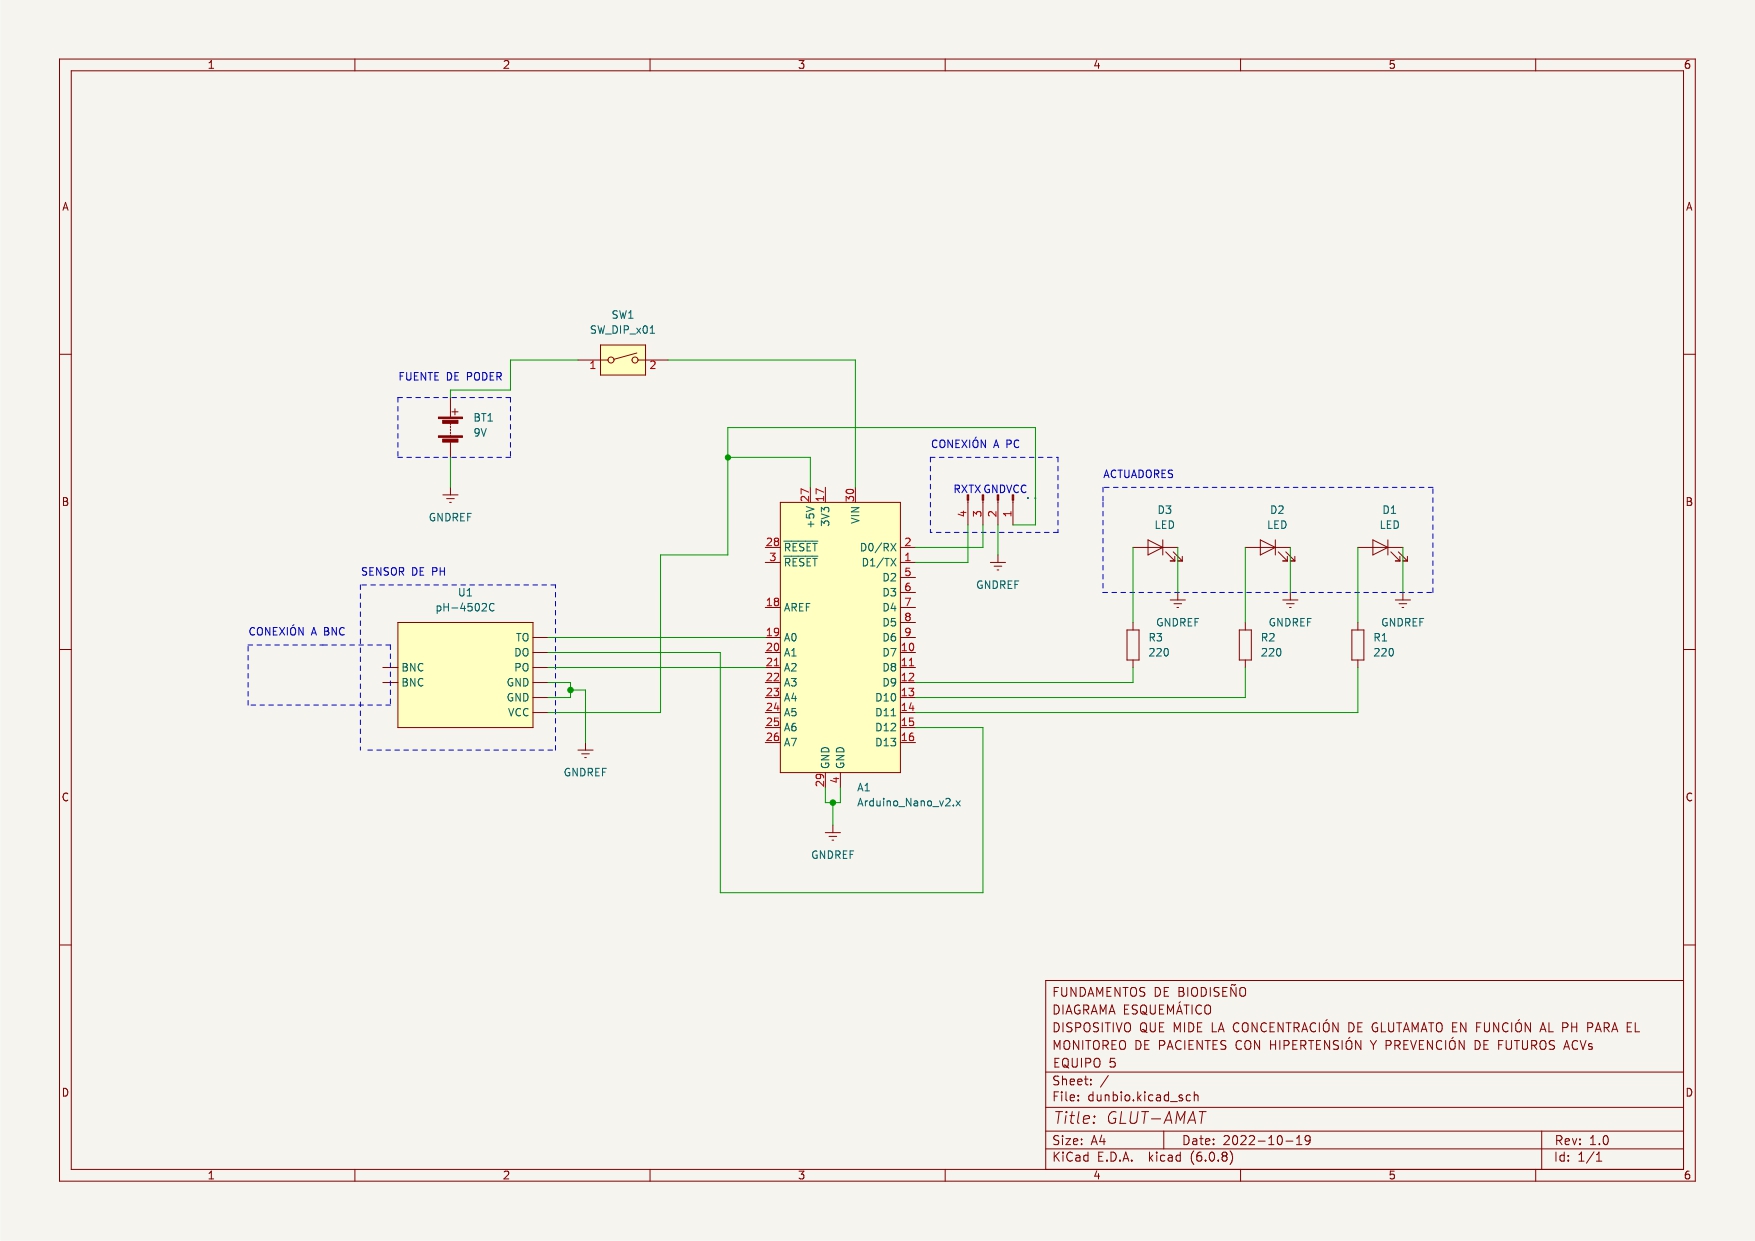 1 2 3 4 5 6
A A
SW1
SW_DIP_x01
1 2
FUENTE DE PODER
+
BT1
9V
GNDREF
CONEXIÓN A PC
RXTX GNDVCC
4 3 2 1
GNDREF
ACTUADORES
D3
LED
D2
LED
D1
LED
GNDREF GNDREF GNDREF
R3
220
R2
220
R1
220
B B
SENSOR DE PH
U1
pH-4502C
CONEXIÓN A BNC
BNC
BNC
TO
DO
PO
GND
GND
VCC
GNDREF
27 17 30
+5V 3V3 VIN
28 RESET
3 RESET
18 AREF
19 A0
20 A1
21 A2
22 A3
23 A4
24 A5
25 A6
26 A7
D0/RX 2
D1/TX 1
D2 5
D3 6
D4 7
D5 8
D6 9
D7 10
D8 11
D9 12
D10 13
D11 14
D12 15
D13 16
GND GND
29 4
A1
Arduino_Nano_v2.x
GNDREF
C C
FUNDAMENTOS DE BIODISEÑO
DIAGRAMA ESQUEMÁTICO
DISPOSITIVO QUE MIDE LA CONCENTRACIÓN DE GLUTAMATO EN FUNCIÓN AL PH PARA EL
MONITOREO DE PACIENTES CON HIPERTENSIÓN Y PREVENCIÓN DE FUTUROS ACVs
EQUIPO 5
Sheet: /
File: dunbio.kicad_sch
Title: GLUT-AMAT
Size: A4 Date: 2022-10-19 Rev: 1.0
KiCad E.D.A. kicad (6.0.8) Id: 1/1
D D
1 2 3 4 5 6